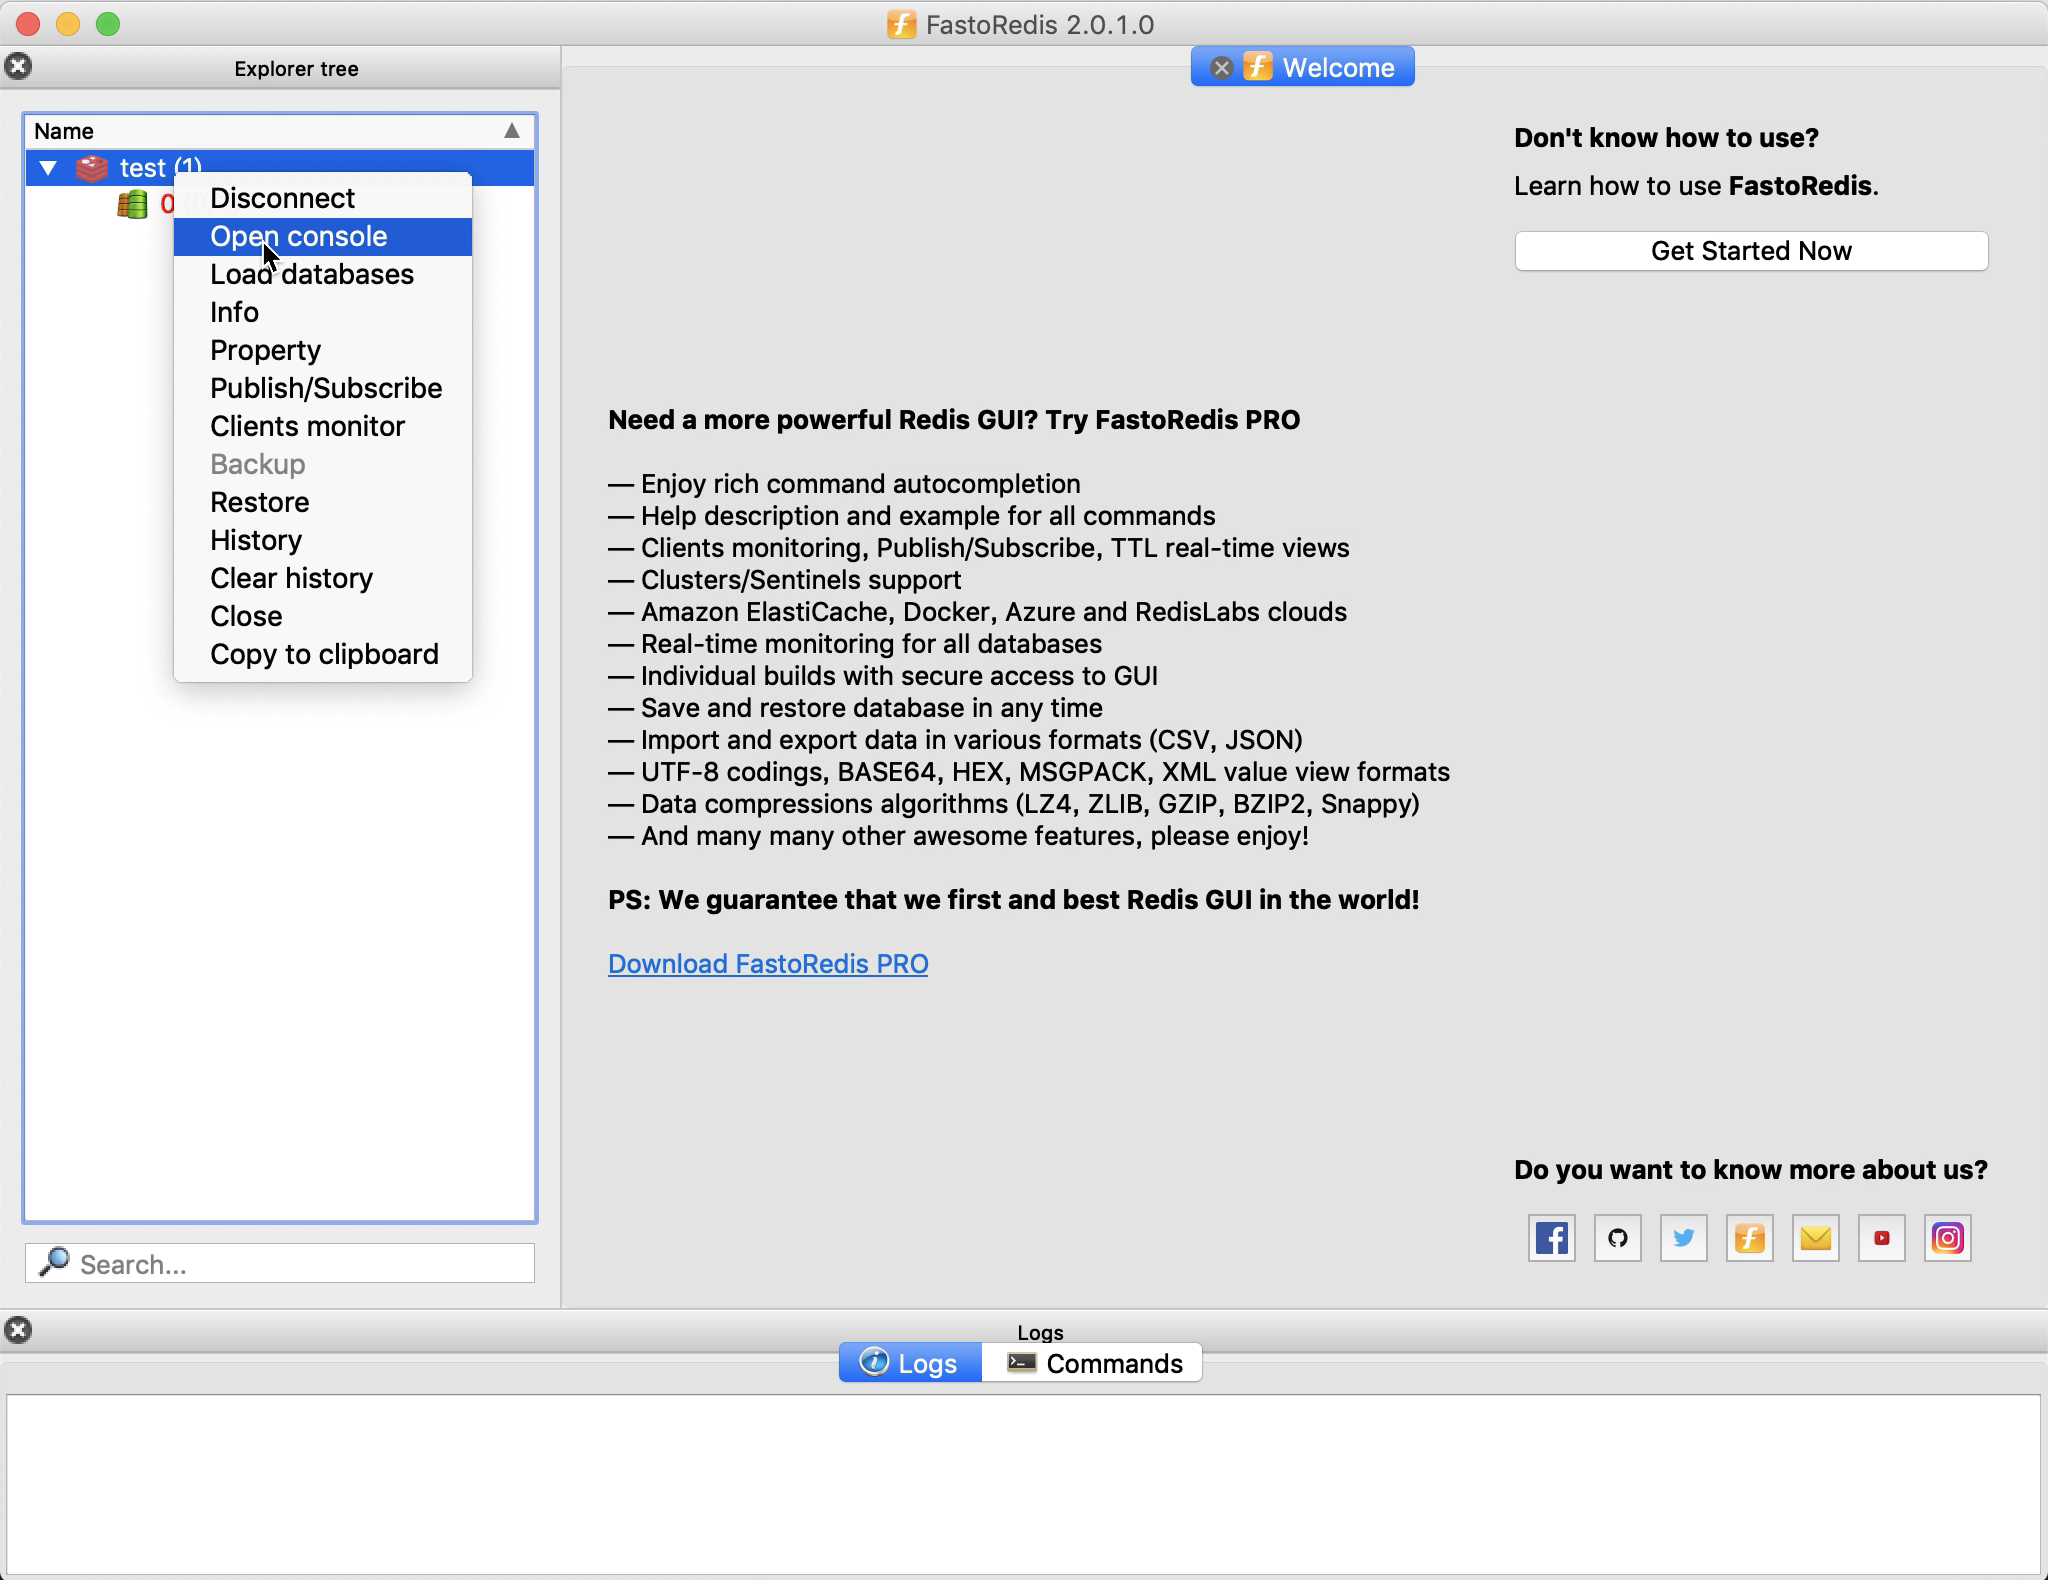 FastoRedis 2.0.1.0
Explorer tree
Welcome
Name
test (1)
0
Disconnect
Open console
Load databases
Info
Property
Publish/Subscribe
Clients monitor
Backup
Restore
History
Clear history
Close
Copy to clipboard
Search...
Don't know how to use?
Learn how to use FastoRedis.
Get Started Now
Need a more powerful Redis GUI? Try FastoRedis PRO
— Enjoy rich command autocompletion
— Help description and example for all commands
— Clients monitoring, Publish/Subscribe, TTL real-time views
— Clusters/Sentinels support
— Amazon ElastiCache, Docker, Azure and RedisLabs clouds
— Real-time monitoring for all databases
— Individual builds with secure access to GUI
— Save and restore database in any time
— Import and export data in various formats (CSV, JSON)
— UTF-8 codings, BASE64, HEX, MSGPACK, XML value view formats
— Data compressions algorithms (LZ4, ZLIB, GZIP, BZIP2, Snappy)
— And many many other awesome features, please enjoy!
PS: We guarantee that we first and best Redis GUI in the world!
Download FastoRedis PRO
Do you want to know more about us?
Logs
Logs
Commands